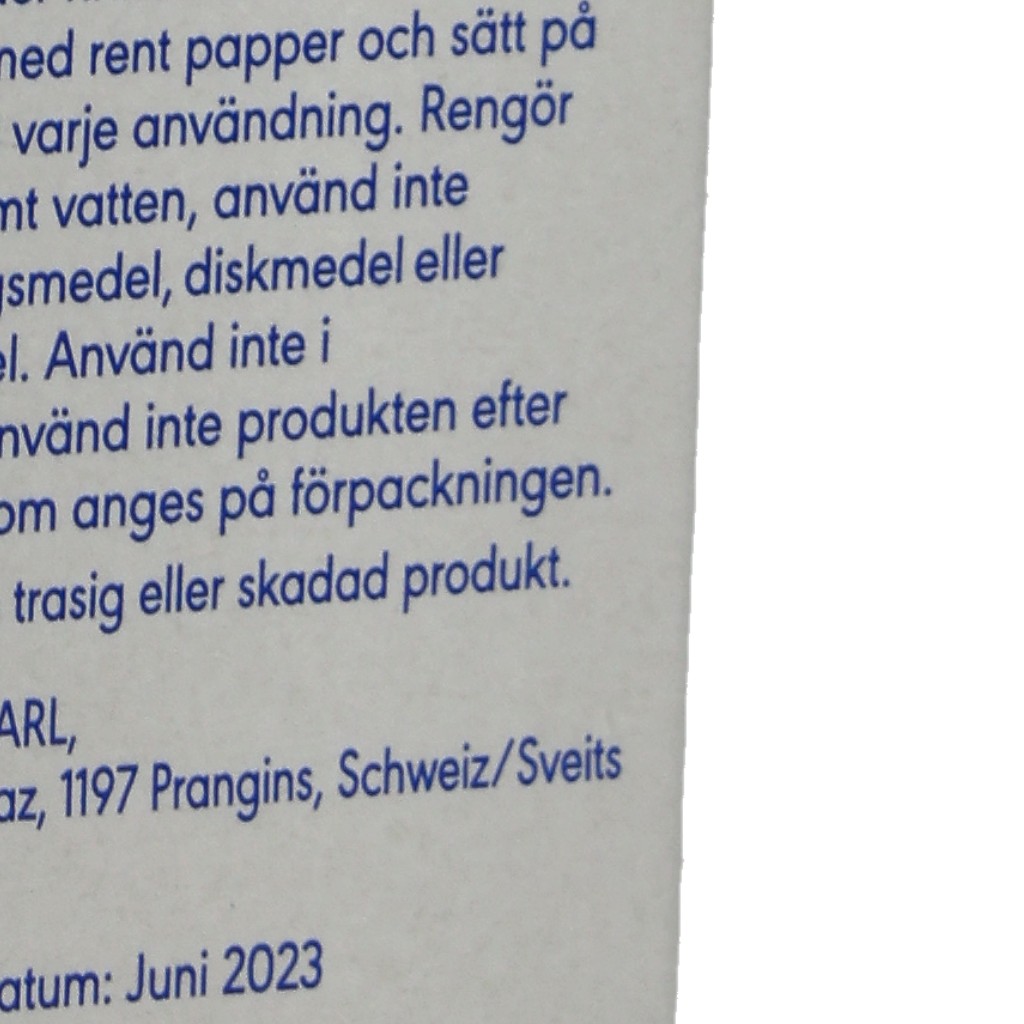 rent papper och sätt på
varje användning. Rengör
vatten, använd inte
diskmedel eller
Använd inte i
inte produkten efter
anges på förpackningen.
trasig eller skadad produkt.
1197 Prangins, Schweiz/Sveits
Juni 2023